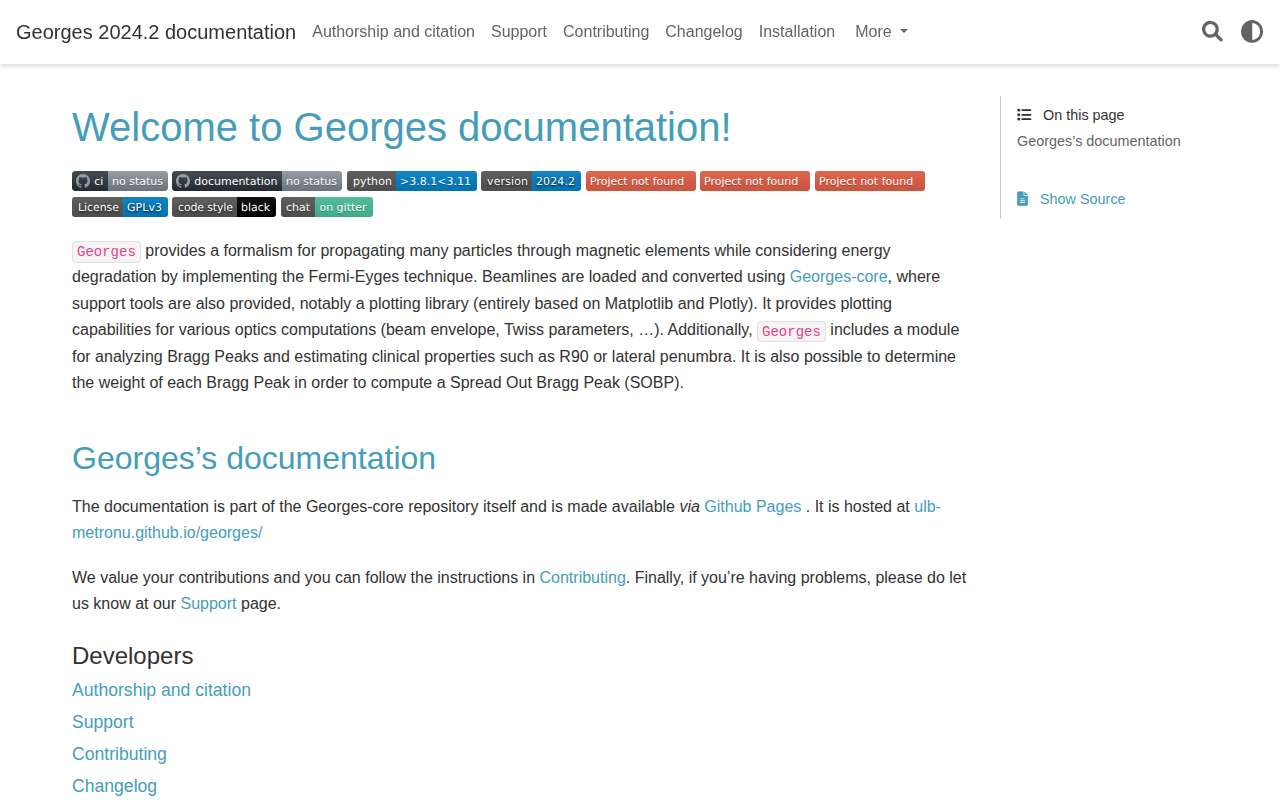 Georges 2024.2 documentation Authorship and citation Support Contributing Changelog Installation More
Welcome to Georges documentation!
ci no status documentation no status python >3.8.1<3.11 version 2024.2 Project not found Project not found Project not found
License GPLv3 code style black chat on gitter
Georges provides a formalism for propagating many particles through magnetic elements while considering energy
degradation by implementing the Fermi-Eyges technique. Beamlines are loaded and converted using Georges-core, where
support tools are also provided, notably a plotting library (entirely based on Matplotlib and Plotly). It provides plotting
capabilities for various optics computations (beam envelope, Twiss parameters, …). Additionally, Georges includes a module
for analyzing Bragg Peaks and estimating clinical properties such as R90 or lateral penumbra. It is also possible to determine
the weight of each Bragg Peak in order to compute a Spread Out Bragg Peak (SOBP).
Georges’s documentation
The documentation is part of the Georges-core repository itself and is made available via Github Pages . It is hosted at ulb-
metronu.github.io/georges/
We value your contributions and you can follow the instructions in Contributing. Finally, if you’re having problems, please do let
us know at our Support page.
Developers
Authorship and citation
Support
Contributing
Changelog
On this page
Georges’s documentation
Show Source